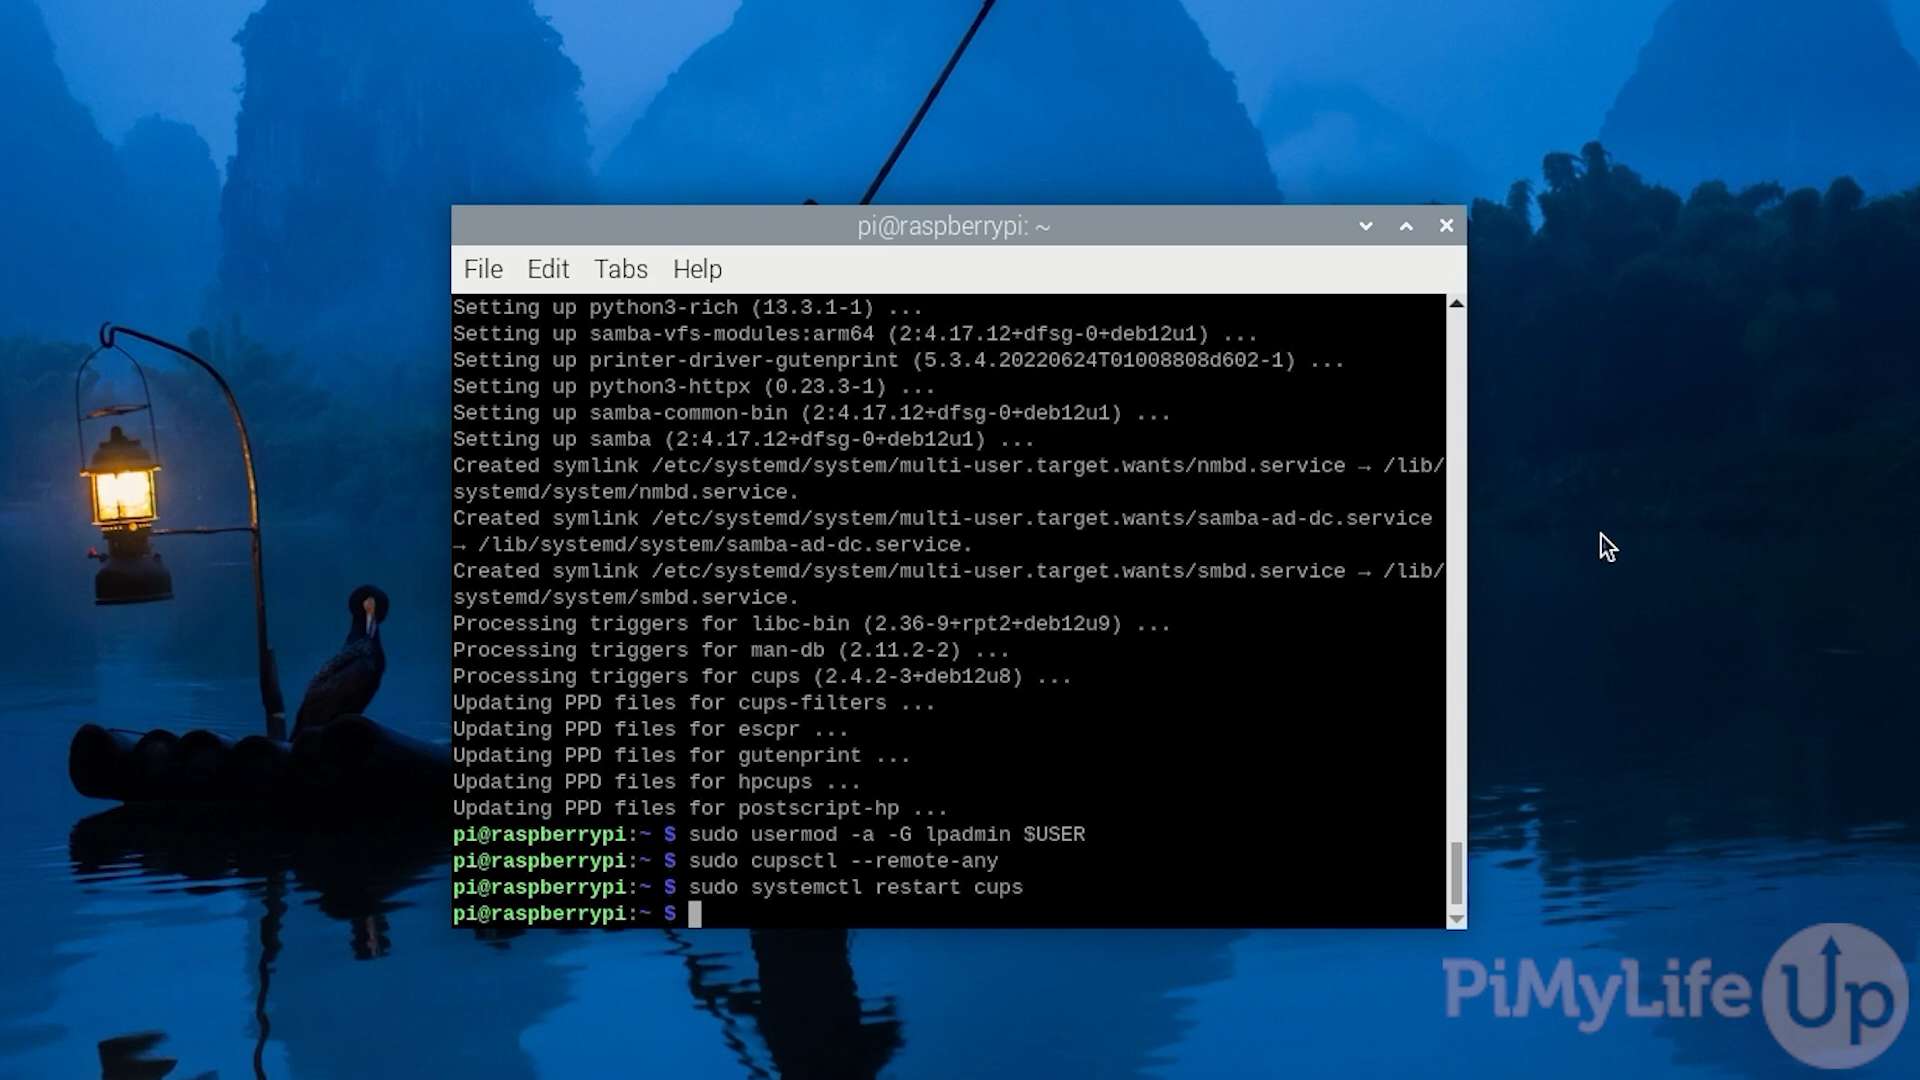 pi@raspberrypi: ~
File Edit Tabs Help
Setting up python3-rich (13.3.1-1) ...
Setting up samba-vfs-modules:arm64 (2:4.17.12+dfsg-0+deb12u1) ...
Setting up printer-driver-gutenprint (5.3.4.20220624T01008808d602-1) ...
Setting up python3-httpx (0.23.3-1) ...
Setting up samba-common-bin (2:4.17.12+dfsg-0+deb12u1) ...
Setting up samba (2:4.17.12+dfsg-0+deb12u1) ...
Created symlink /etc/systemd/system/multi-user.target.wants/nmbd.service → /lib/
systemd/system/nmbd.service.
Created symlink /etc/systemd/system/multi-user.target.wants/samba-ad-dc.service
→ /lib/systemd/system/samba-ad-dc.service.
Created symlink /etc/systemd/system/multi-user.target.wants/smbd.service → /lib/
systemd/system/smbd.service.
Processing triggers for libc-bin (2.36-9+rpt2+deb12u9) ...
Processing triggers for man-db (2.11.2-2) ...
Processing triggers for cups (2.4.2-3+deb12u8) ...
Updating PPD files for cups-filters ...
Updating PPD files for escpr ...
Updating PPD files for gutenprint ...
Updating PPD files for hpcups ...
Updating PPD files for postscript-hp ...
pi@raspberrypi:~ $ sudo usermod -a -G lpadmin $USER
pi@raspberrypi:~ $ sudo cupsctl --remote-any
pi@raspberrypi:~ $ sudo systemctl restart cups
pi@raspberrypi:~ $
PiMyLifeUp